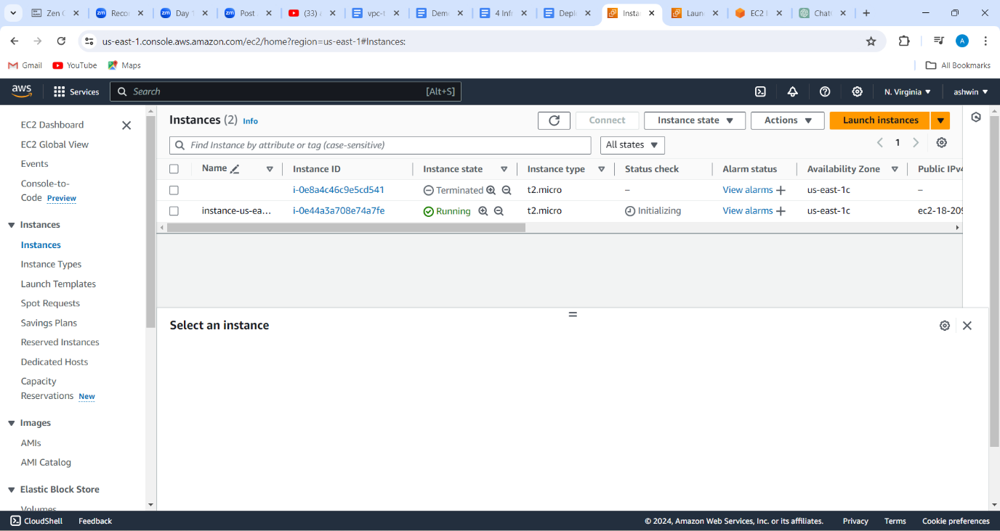 Zen C
zm Recor
zm Day 1
zm Post
(33)
vpc-t
Dem
4 Infr
Depl
Insta
Laun
EC2
Chat
us-east-1.console.aws.amazon.com/ec2/home?region=us-east-1#Instances:
A
Gmail
YouTube
Maps
All Bookmarks
aws
Services
Search
[Alt+S]
N. Virginia
ashwin
EC2 Dashboard
EC2 Global View
Events
Console-to-
Code Preview
Instances
Instances
Instance Types
Launch Templates
Spot Requests
Savings Plans
Reserved Instances
Dedicated Hosts
Capacity
Reservations New
Images
AMIs
AMI Catalog
Elastic Block Store
Volumes
Instances (2) Info
Connect
Instance state
Actions
Launch instances
Find Instance by attribute or tag (case-sensitive)
All states
1
Name Instance ID Instance state Instance type Status check Alarm status Availability Zone Public IPv4
i-0e8a4c46c9e5cd541 Terminated t2.micro – View alarms + us-east-1c –
instance-us-ea... i-0e44a3a708e74a7fe Running t2.micro Initializing View alarms + us-east-1c ec2-18-209
Select an instance
CloudShell Feedback © 2024, Amazon Web Services, Inc. or its affiliates. Privacy Terms Cookie preferences